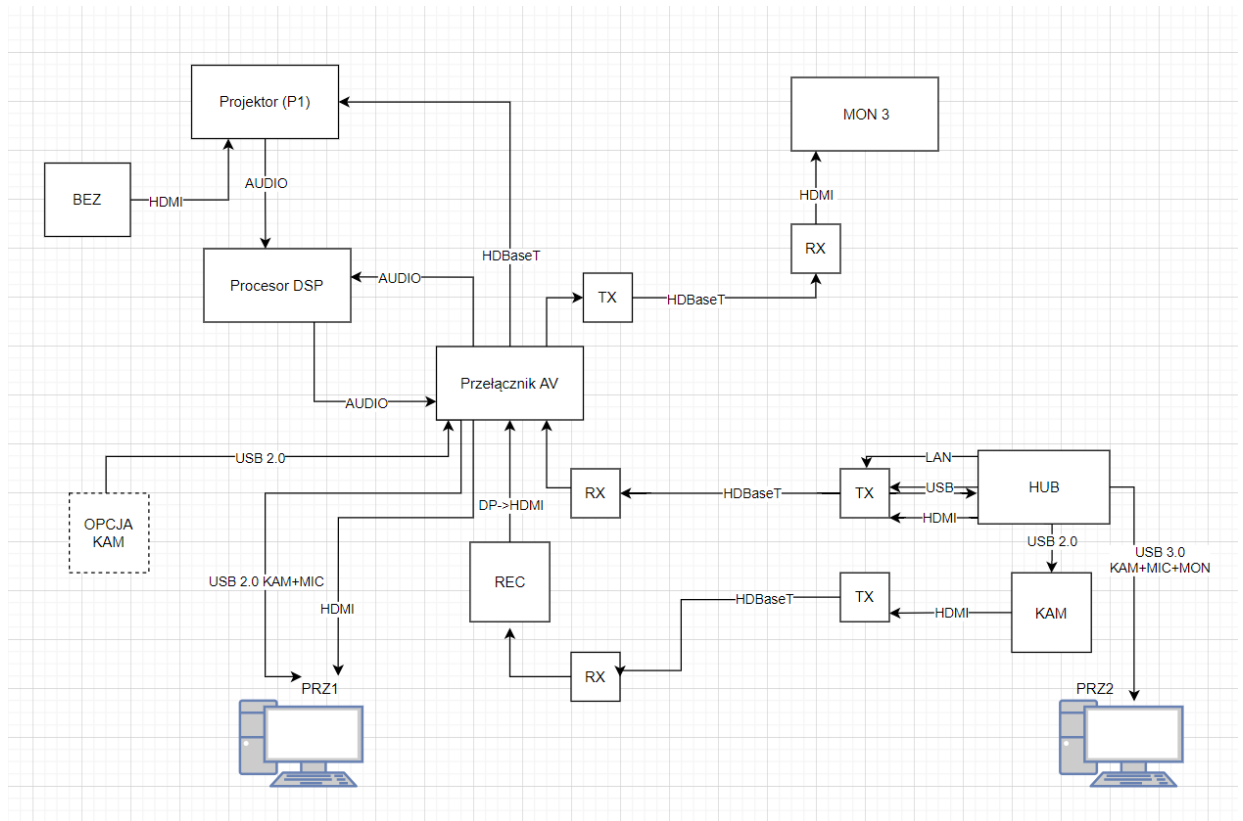 Projektor (P1)
MON 3
BEZ
HDMI
AUDIO
HDMI
RX
HDBaseT
Procesor DSP
AUDIO
TX
HDBaseT
Przełącznik AV
AUDIO
USB 2.0
LAN
OPCJA
KAM
RX
HDBaseT
TX
USB
HUB
DP->HDMI
HDMI
USB 2.0
USB 3.0
KAM+MIC+MON
USB 2.0 KAM+MIC
REC
HDMI
HDBaseT
TX
HDMI
KAM
RX
PRZ1
PRZ2